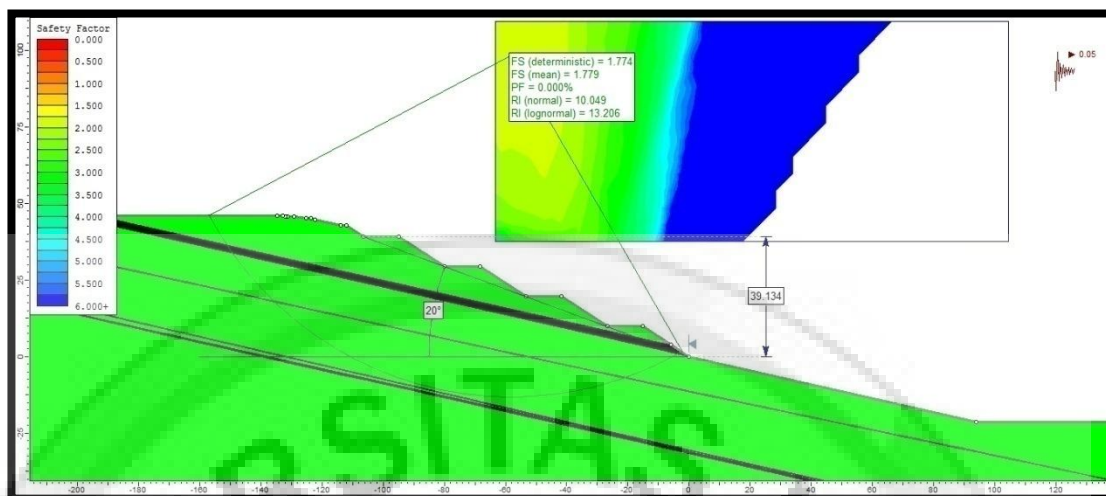 Safety Factor
0.000
0.500
1.000
1.500
2.000
2.500
3.000
3.500
4.000
4.500
5.000
5.500
6.000+
FS (deterministic) = 1.774
FS (mean) = 1.779
PF = 0.000%
RI (normal) = 10.049
RI (lognormal) = 13.206
0.05
39.134
20°
SITAS
100
75
50
25
0
-25
-200 -180 -160 -140 -120 -100 -80 -60 -40 -20 0 20 40 60 80 100 120